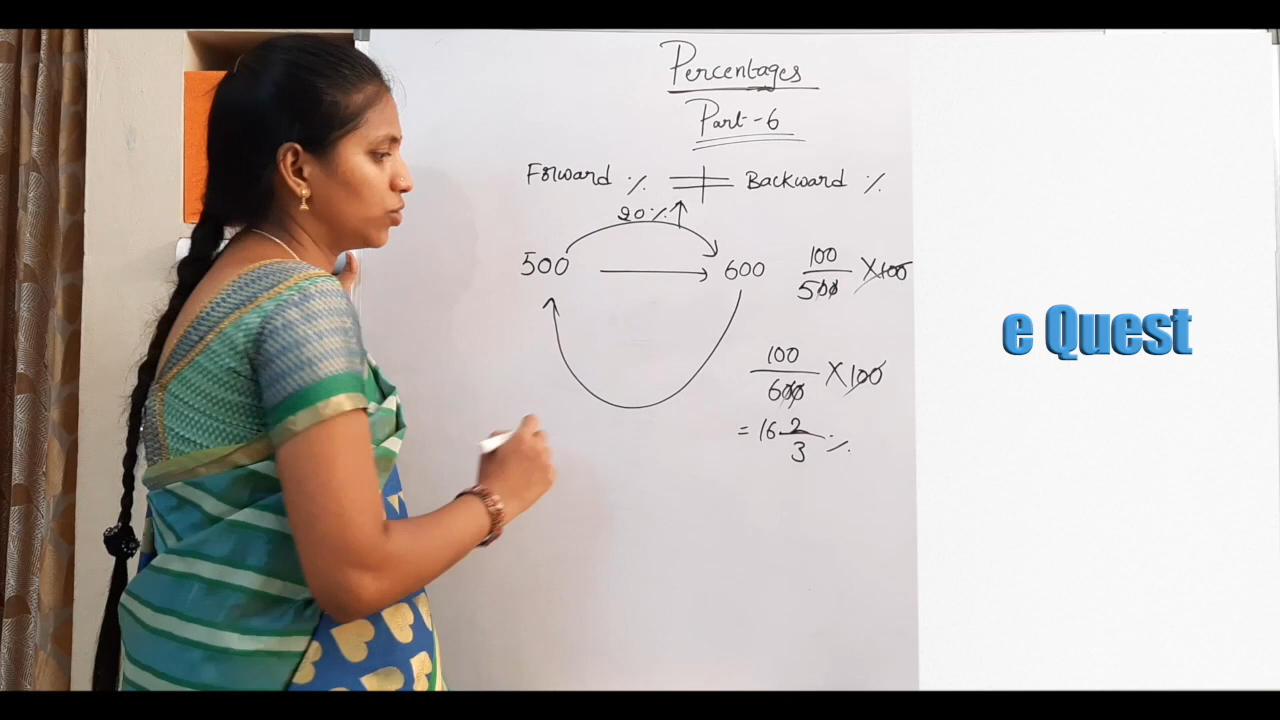 Percentages
Part-6
Forward % ≠ Backward %
20%
500 → 600 100/500 X100
100/600 X100
= 16 2/3 %
e Quest